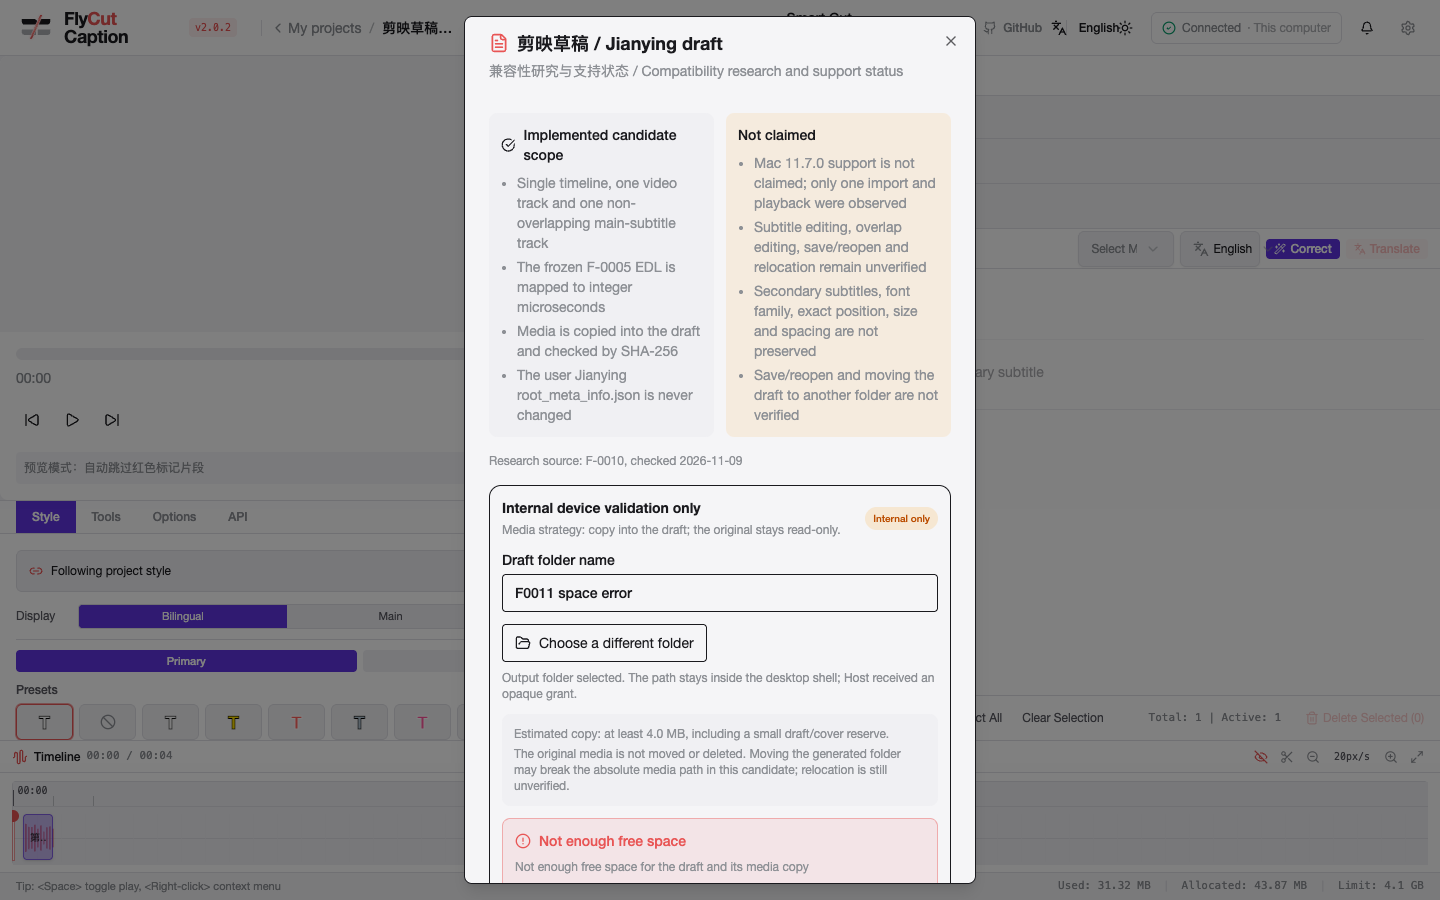 FlyCut
Caption
v2.0.2
My projects / 剪映草稿...
GitHub
English
Connected · This computer
剪映草稿 / Jianying draft
兼容性研究与支持状态 / Compatibility research and support status
Implemented candidate
scope
Single timeline, one video
track and one non-
overlapping main-subtitle
track
The frozen F-0005 EDL is
mapped to integer
microseconds
Media is copied into the draft
and checked by SHA-256
The user Jianying
root_meta_info.json is never
changed
Not claimed
Mac 11.7.0 support is not
claimed; only one import and
playback were observed
Subtitle editing, overlap
editing, save/reopen and
relocation remain unverified
Secondary subtitles, font
family, exact position, size
and spacing are not
preserved
Save/reopen and moving the
draft to another folder are not
verified
Research source: F-0010, checked 2026-11-09
Internal device validation only
Media strategy: copy into the draft; the original stays read-only.
Internal only
Draft folder name
F0011 space error
Choose a different folder
Output folder selected. The path stays inside the desktop shell; Host received an
opaque grant.
Estimated copy: at least 4.0 MB, including a small draft/cover reserve.
The original media is not moved or deleted. Moving the generated folder
may break the absolute media path in this candidate; relocation is still
unverified.
Not enough free space
Not enough free space for the draft and its media copy
Select M
English
Correct
Translate
ary subtitle
00:00
预览模式：自动跳过红色标记片段
Style
Tools
Options
API
Following project style
Display
Bilingual
Main
Primary
Presets
ct All
Clear Selection
Total: 1 | Active: 1
Delete Selected (0)
Timeline
00:00 / 00:04
20px/s
00:00
第...
Tip: <Space> toggle play, <Right-click> context menu
Used: 31.32 MB
Allocated: 43.87 MB
Limit: 4.1 GB